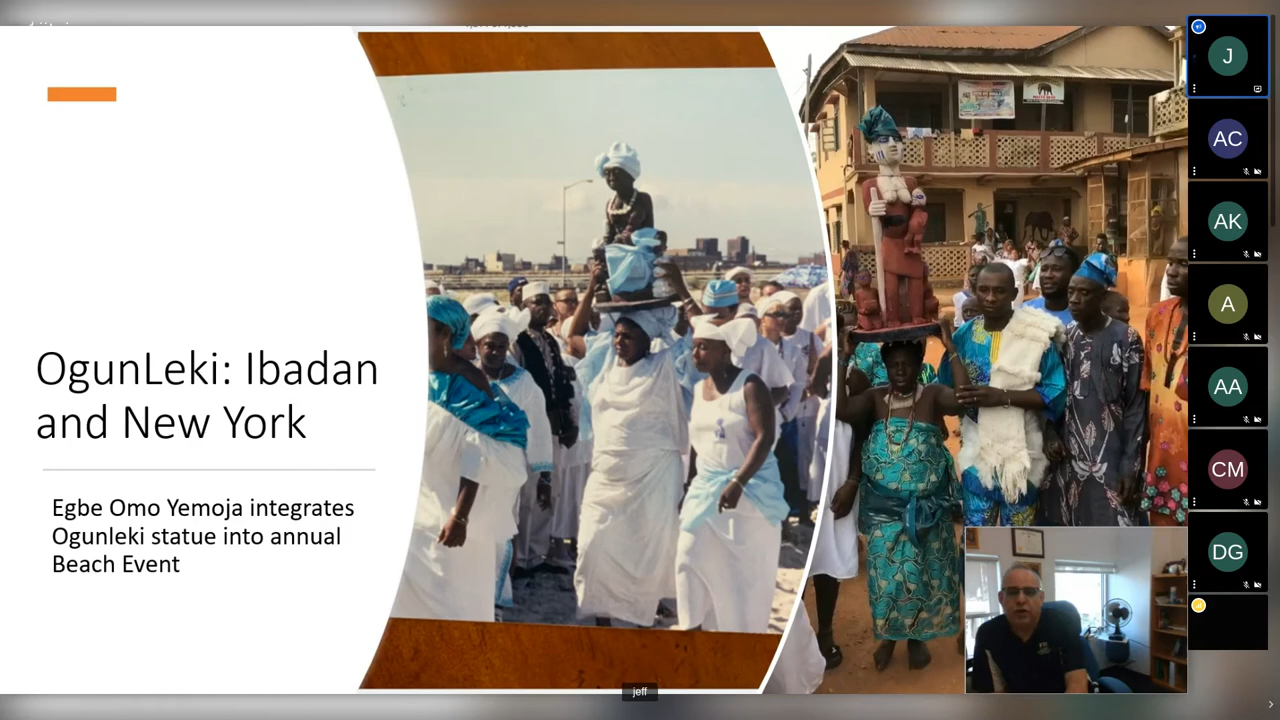 OgunLeki: Ibadan
and New York
Egbe Omo Yemoja integrates
Ogunleki statue into annual
Beach Event
jeff
J
AC
AK
A
AA
CM
DG